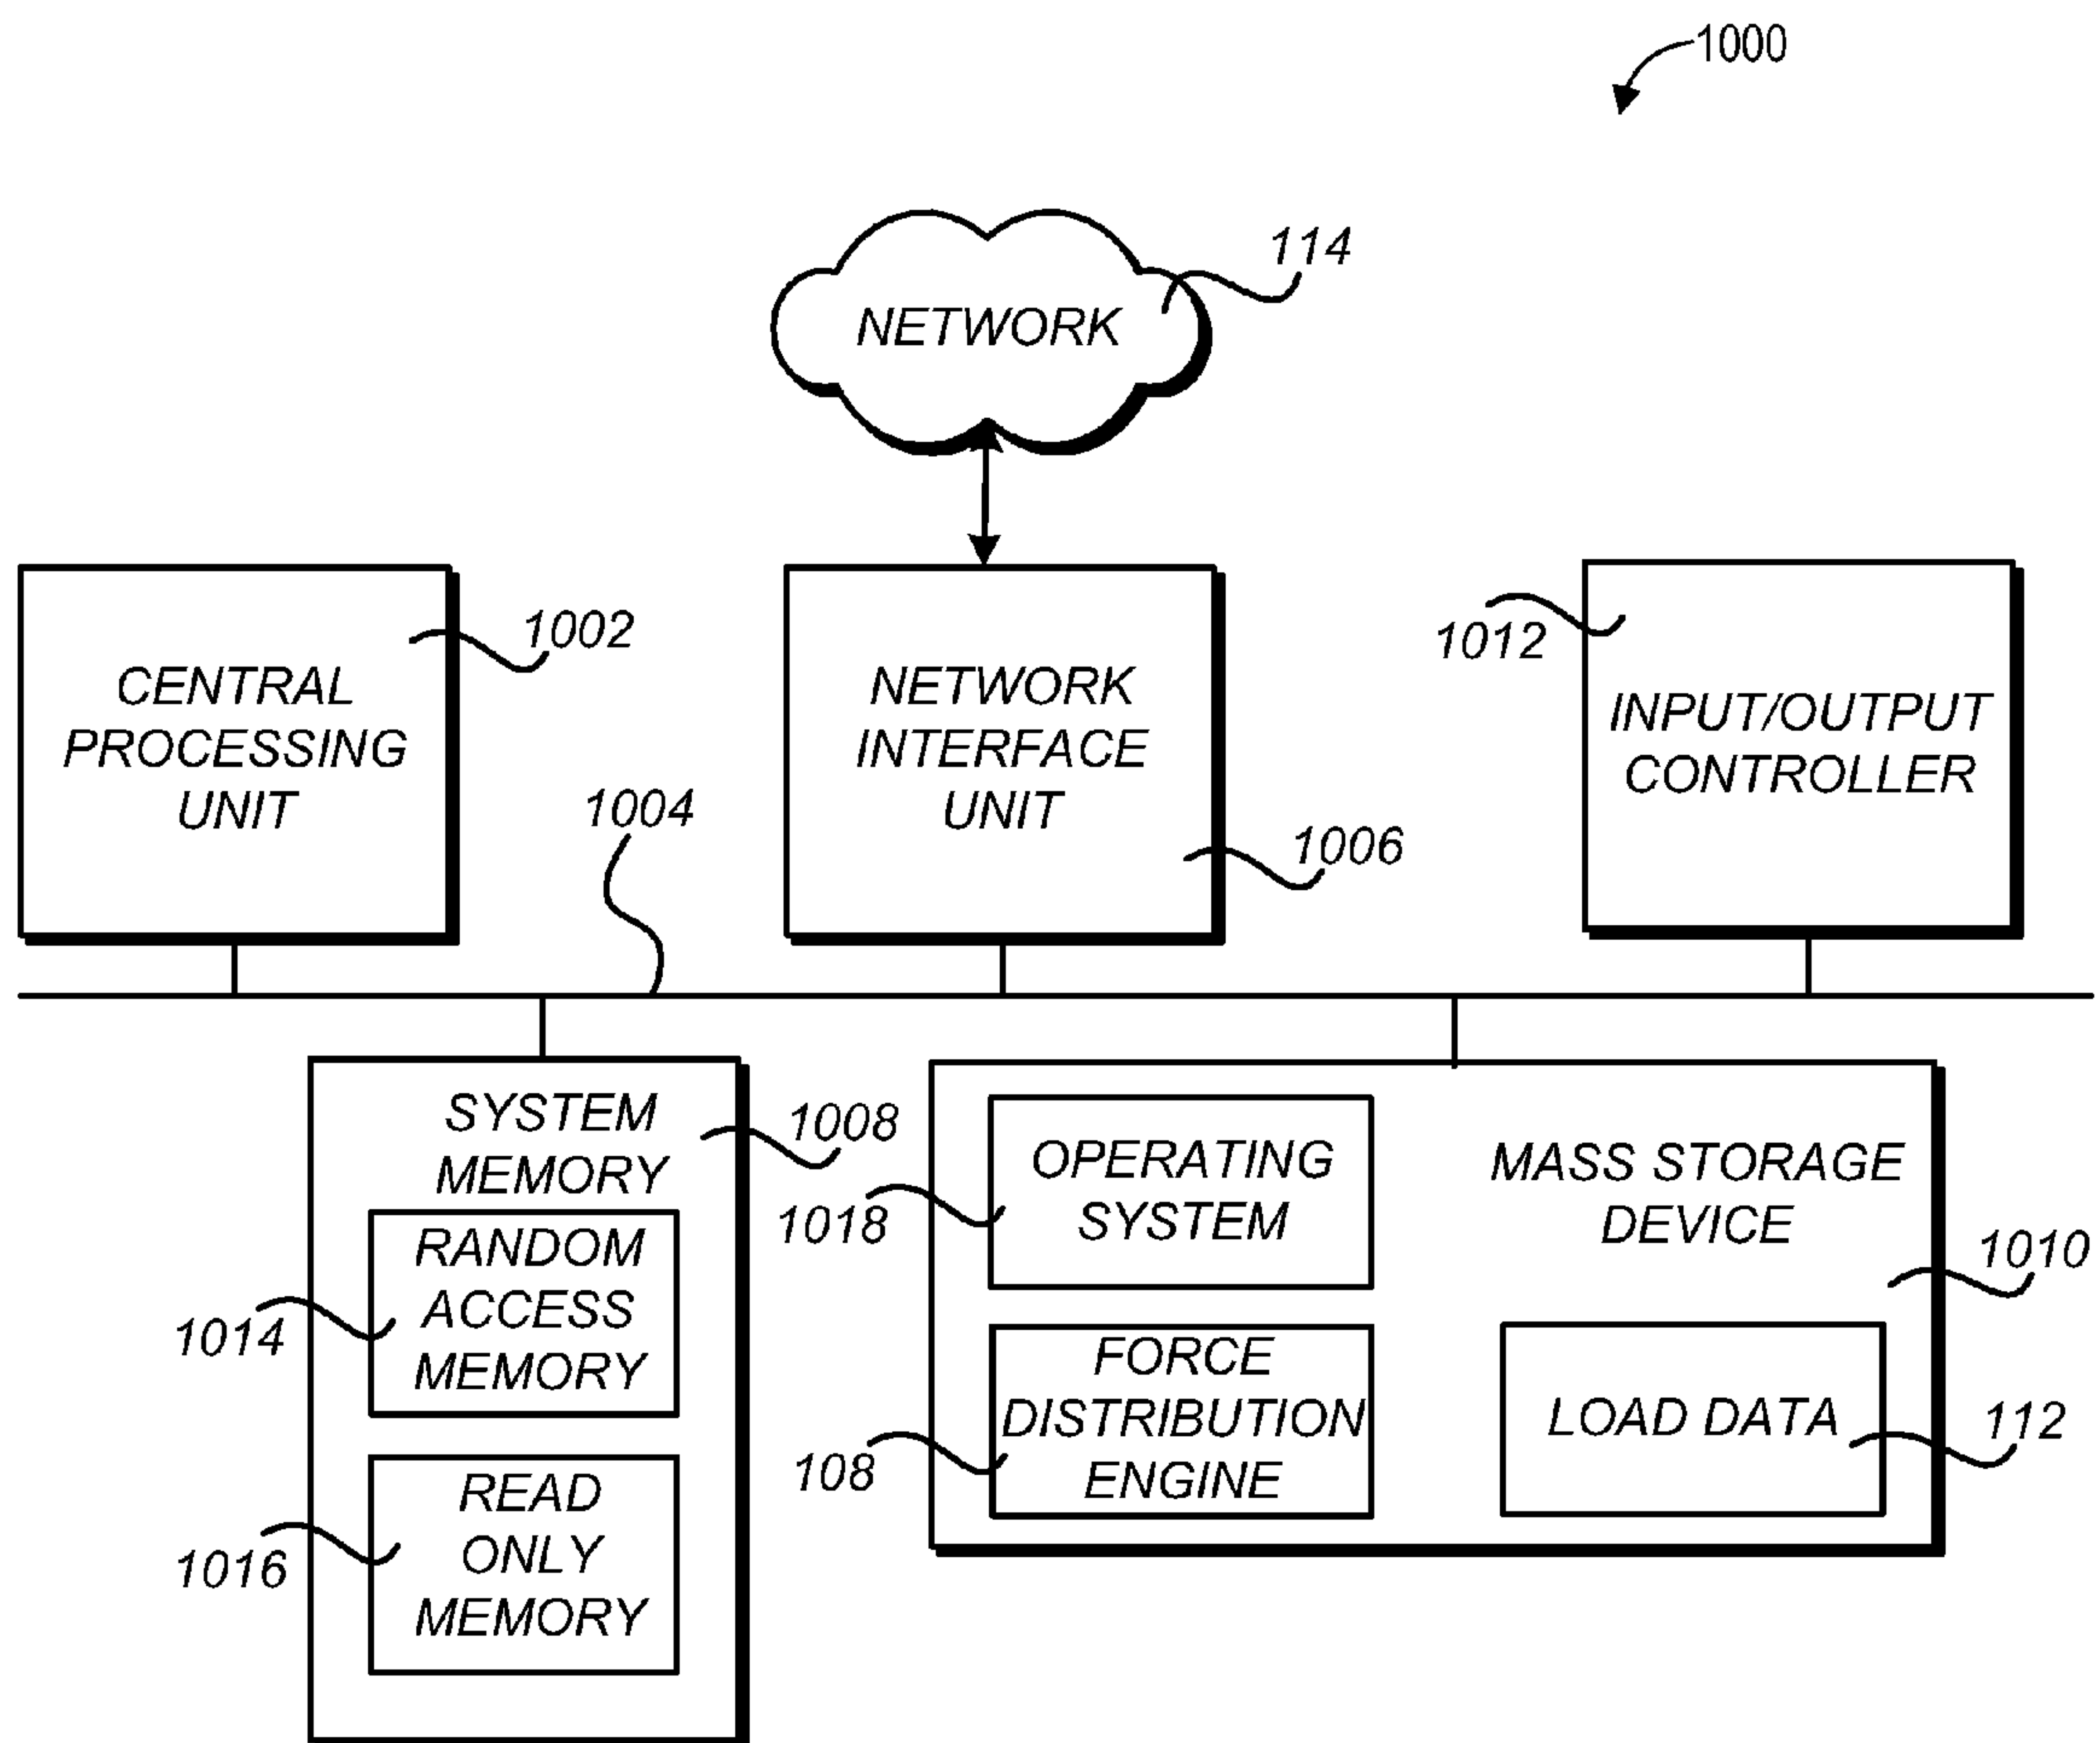 1000
114
NETWORK
1002
CENTRAL
PROCESSING
UNIT
NETWORK
INTERFACE
UNIT
1006
1012
INPUT/OUTPUT
CONTROLLER
1004
SYSTEM
MEMORY
1008
RANDOM
ACCESS
MEMORY
1014
READ
ONLY
MEMORY
1016
OPERATING
SYSTEM
1018
MASS STORAGE
DEVICE
1010
FORCE
DISTRIBUTION
ENGINE
108
LOAD DATA
112